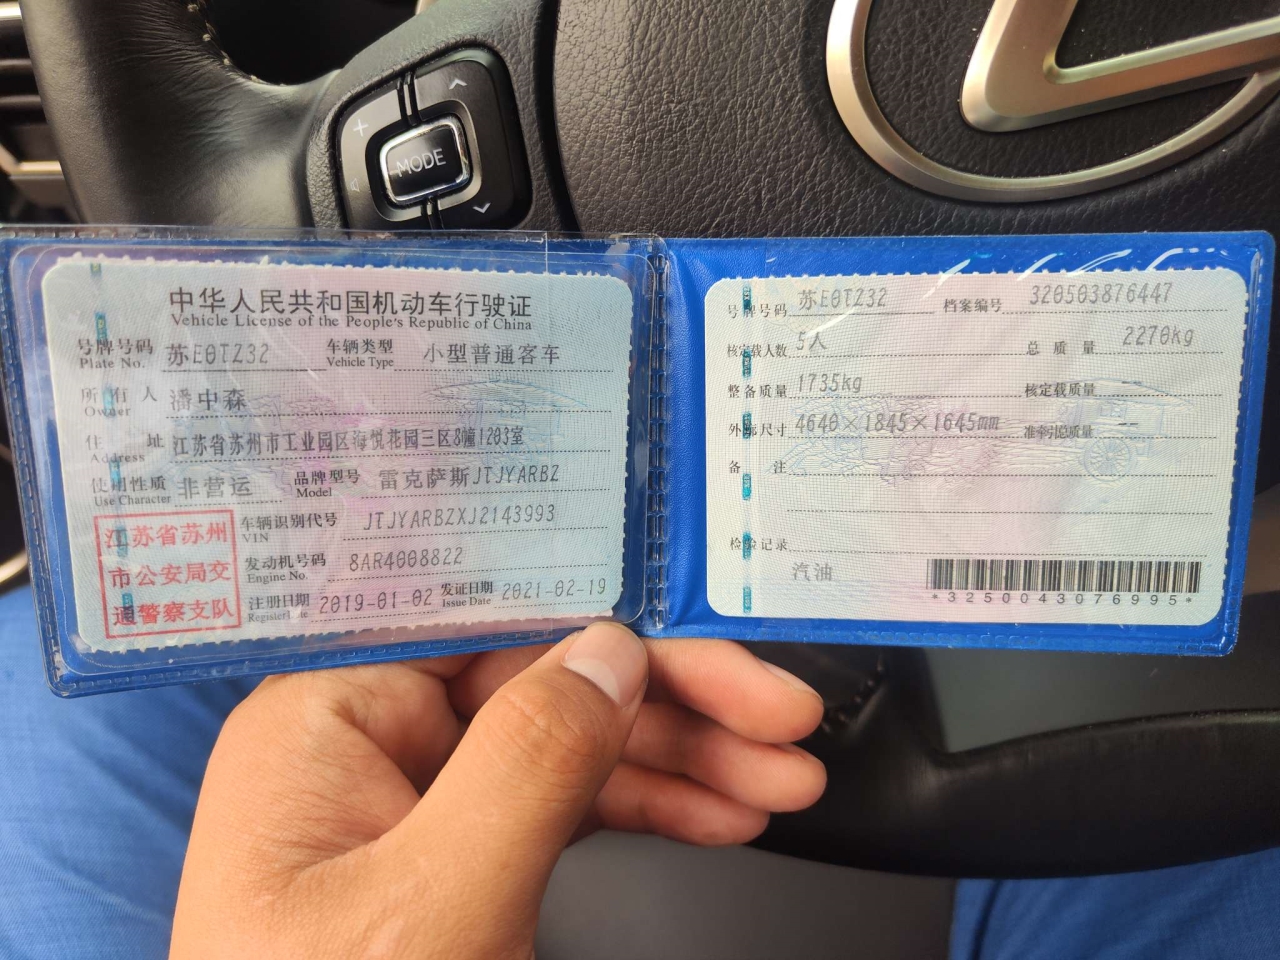 MODE
中华人民共和国机动车行驶证
Vehicle License of the People's Republic of China
号牌号码 苏E0TZ32 车辆类型 小型普通客车
Plate No. Vehicle Type
所有人 潘中森
Owner
住址 江苏省苏州市工业园区海悦花园三区8幢1203室
Address
使用性质 非营运 品牌型号 雷克萨斯JTJYARBZ
Use Character Model
江苏省苏州
市公安局交
通警察支队
车辆识别代号 JTJYARBZXJ2143993
VIN
发动机号码 8AR4008822
Engine No.
注册日期 2019-01-02 发证日期 2021-02-19
Register Date Issue Date
号牌号码 苏E0TZ32 档案编号 320503876447
核定载人数 5人 总质量 2270kg
整备质量 1735kg 核定载质量 --
外廓尺寸 4640×1845×1645mm 准牵引总质量 --
备注
检验记录
汽油
*3250043076995*